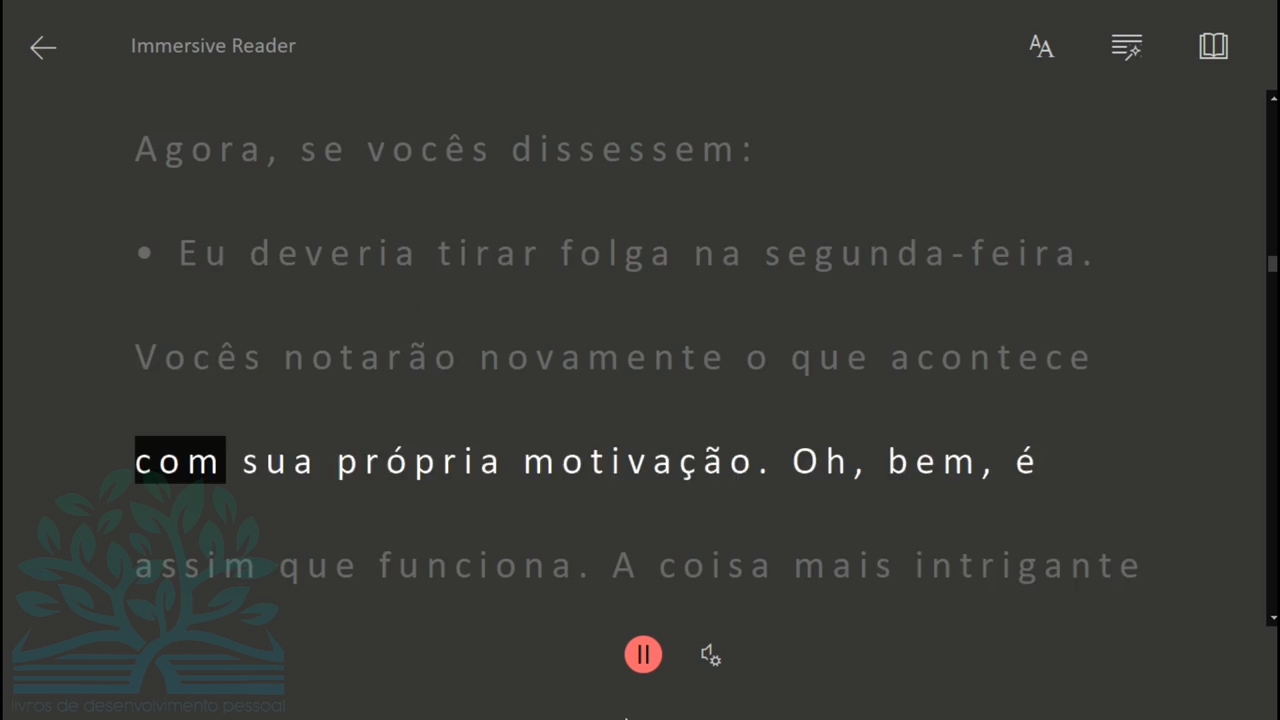 Immersive Reader
Agora, se vocês dissessem:
• Eu deveria tirar folga na segunda-feira.
Vocês notarão novamente o que acontece
com sua própria motivação. Oh, bem, é
assim que funciona. A coisa mais intrigante
livros de desenvolvimento pessoal